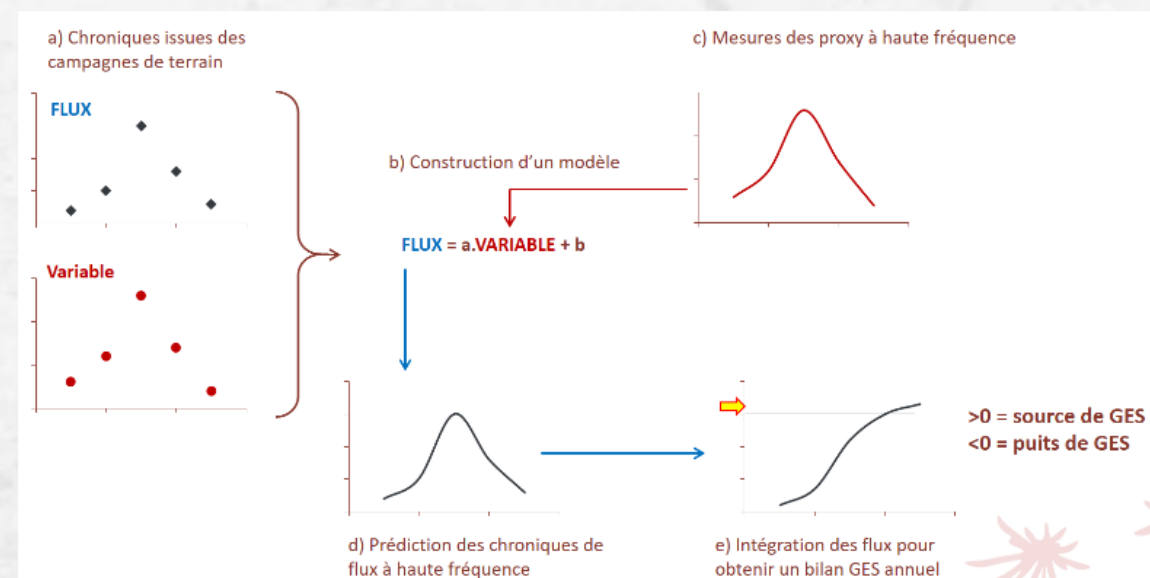 a) Chroniques issues des
campagnes de terrain
FLUX
Variable
b) Construction d'un modèle
FLUX = a.VARIABLE + b
c) Mesures des proxy à haute fréquence
d) Prédiction des chroniques de
flux à haute fréquence
e) Intégration des flux pour
obtenir un bilan GES annuel
>0 = source de GES
<0 = puits de GES